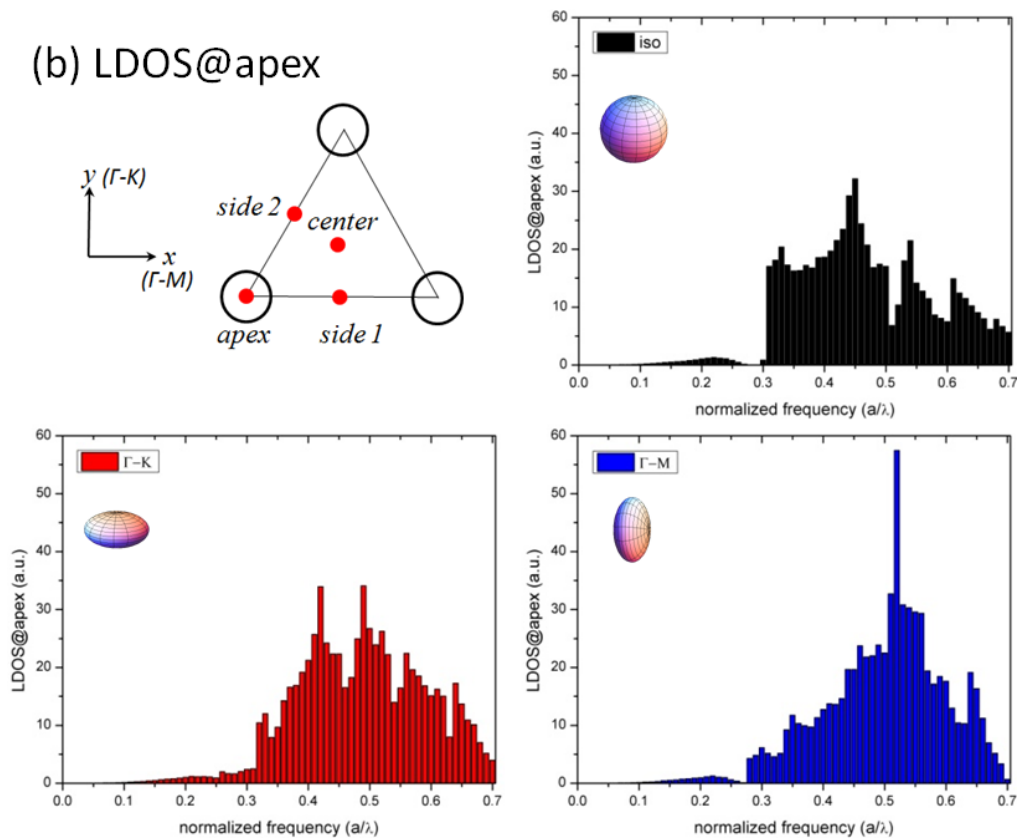 (b) LDOS@apex
y (Γ-K)
x
(Γ-M)
side 2
center
apex
side 1
iso
LDOS@apex (a.u.)
60
50
40
30
20
10
0
0.0 0.1 0.2 0.3 0.4 0.5 0.6 0.7
normalized frequency (a/λ)
Γ−K
LDOS@apex (a.u.)
60
50
40
30
20
10
0
0.0 0.1 0.2 0.3 0.4 0.5 0.6 0.7
normalized frequency (a/λ)
Γ−M
LDOS@apex (a.u.)
60
50
40
30
20
10
0
0.0 0.1 0.2 0.3 0.4 0.5 0.6 0.7
normalized frequency (a/λ)